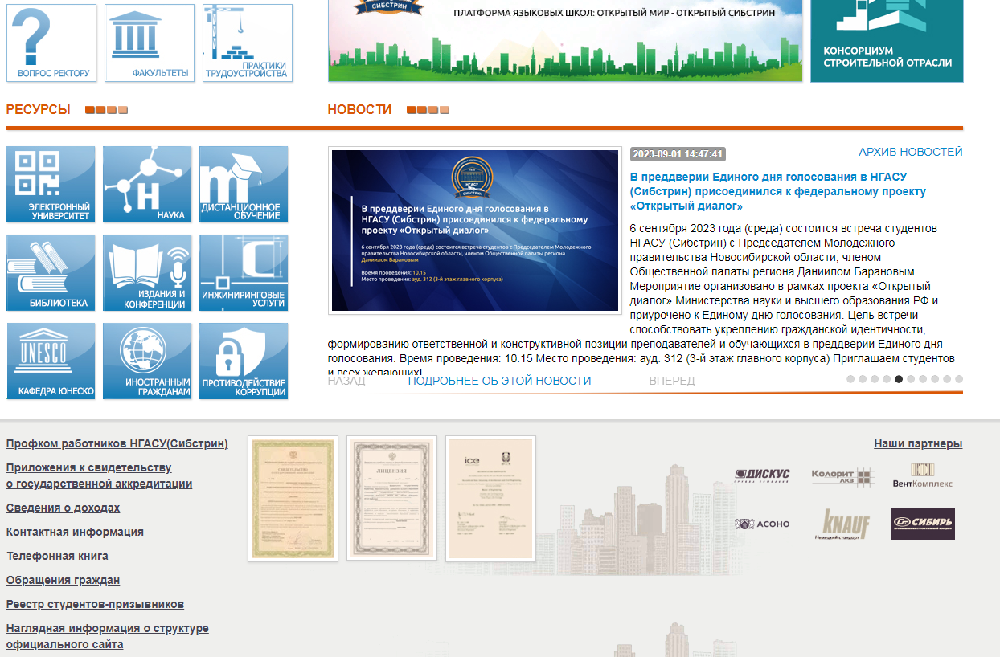 СИБСТРИН
ПЛАТФОРМА ЯЗЫКОВЫХ ШКОЛ: ОТКРЫТЫЙ МИР - ОТКРЫТЫЙ СИБСТРИН
КОНСОРЦИУМ
СТРОИТЕЛЬНОЙ ОТРАСЛИ
ВОПРОС РЕКТОРУ
ФАКУЛЬТЕТЫ
ПРАКТИКИ
ТРУДОУСТРОЙСТВА
РЕСУРСЫ
НОВОСТИ
ЭЛЕКТРОННЫЙ
УНИВЕРСИТЕТ
H
НАУКА
m
ДИСТАНЦИОННОЕ
ОБУЧЕНИЕ
БИБЛИОТЕКА
ИЗДАНИЯ И
КОНФЕРЕНЦИИ
ИНЖИНИРИНГОВЫЕ
УСЛУГИ
UNESCO
КАФЕДРА ЮНЕСКО
ИНОСТРАННЫМ
ГРАЖДАНАМ
ПРОТИВОДЕЙСТВИЕ
КОРРУПЦИИ
НГАСУ
СИБСТРИН
В преддверии Единого дня голосования в
НГАСУ (Сибстрин) присоединился к федеральному
проекту «Открытый диалог»
6 сентября 2023 года (среда) состоится встреча студентов с Председателем Молодежного
правительства Новосибирской области, членом Общественной палаты региона
Даниилом Барановым
Время проведения: 10.15
Место проведения: ауд. 312 (3-й этаж главного корпуса)
2023-09-01 14:47:41
АРХИВ НОВОСТЕЙ
В преддверии Единого дня голосования в НГАСУ
(Сибстрин) присоединился к федеральному проекту
«Открытый диалог»
6 сентября 2023 года (среда) состоится встреча студентов
НГАСУ (Сибстрин) с Председателем Молодежного
правительства Новосибирской области, членом
Общественной палаты региона Даниилом Барановым.
Мероприятие организовано в рамках проекта «Открытый
диалог» Министерства науки и высшего образования РФ и
приурочено к Единому дню голосования. Цель встречи –
способствовать укреплению гражданской идентичности,
формированию ответственной и конструктивной позиции преподавателей и обучающихся в преддверии Единого дня
голосования. Время проведения: 10.15 Место проведения: ауд. 312 (3-й этаж главного корпуса) Приглашаем студентов
и всех желающих!
НАЗАД
ПОДРОБНЕЕ ОБ ЭТОЙ НОВОСТИ
ВПЕРЕД
Профком работников НГАСУ(Сибстрин)
Приложения к свидетельству
о государственной аккредитации
Сведения о доходах
Контактная информация
Телефонная книга
Обращения граждан
Реестр студентов-призывников
Наглядная информация о структуре
официального сайта
СВИДЕТЕЛЬСТВО
ЛИЦЕНЗИЯ
ice
Наши партнеры
ДИСКУС
ГРУППА КОМПАНИЙ
Колорит
ЛКЗ
ВентКомплекс
АСОНО
KNAUF
Немецкий стандарт
СИБИРЬ